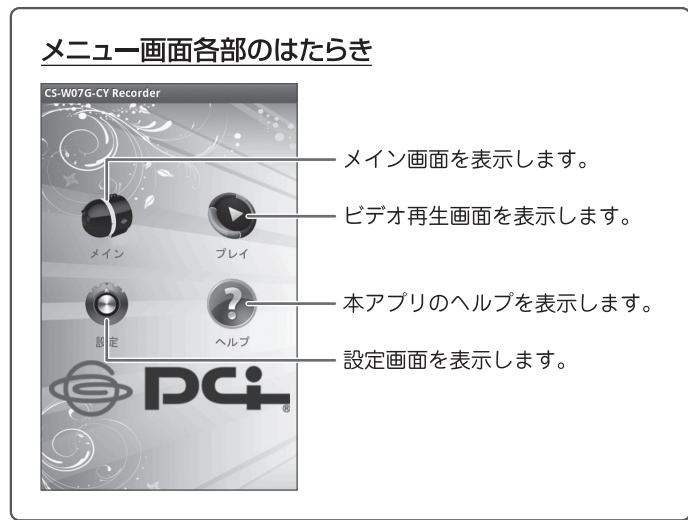 メニュー画面各部のはたらき
CS-W07G-CY Recorder
メイン画面を表示します。
ビデオ再生画面を表示します。
メイン
プレイ
本アプリのヘルプを表示します。
設定
ヘルプ
設定画面を表示します。
PCi®